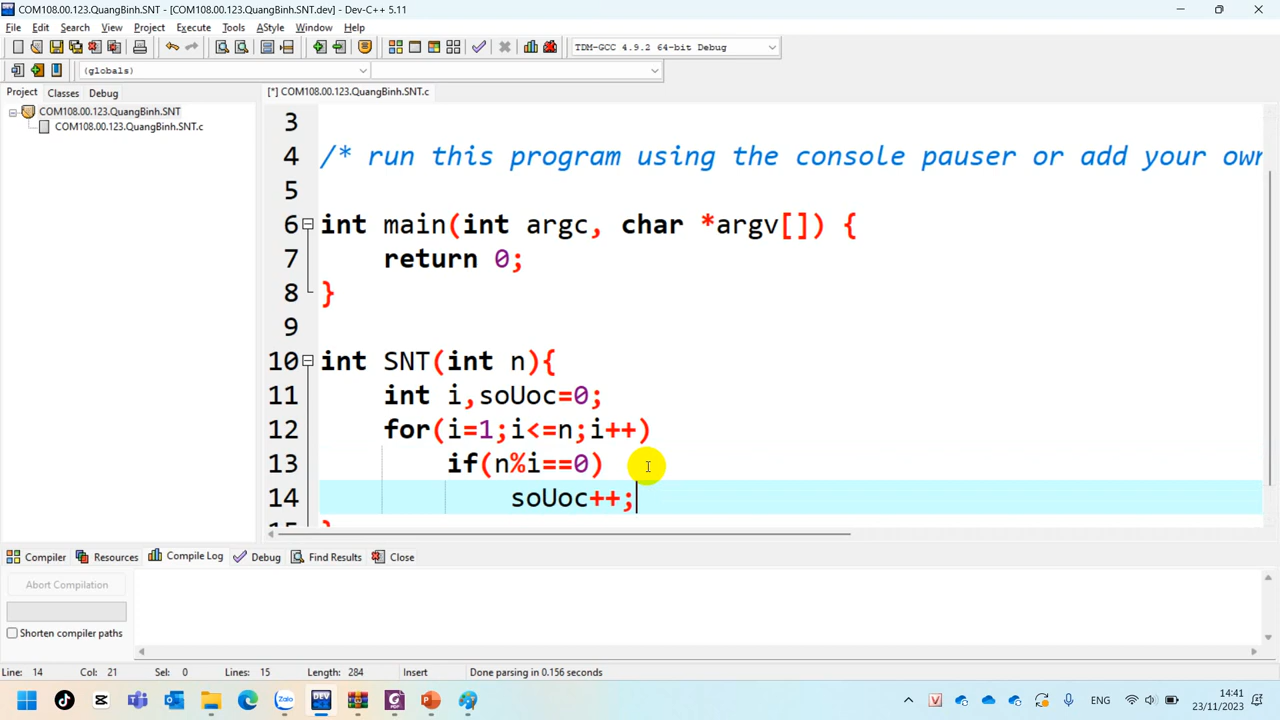 COM108.00.123.QuangBinh.SNT - [COM108.00.123.QuangBinh.SNT.dev] - Dev-C++ 5.11
File Edit Search View Project Execute Tools AStyle Window Help
TDM-GCC 4.9.2 64-bit Debug
(globals)
Project Classes Debug
[*] COM108.00.123.QuangBinh.SNT.c
COM108.00.123.QuangBinh.SNT
COM108.00.123.QuangBinh.SNT.c
3
4 /* run this program using the console pauser or add your own
5
6 int main(int argc, char *argv[]) {
7 return 0;
8 }
9
10 int SNT(int n){
11 int i,soUoc=0;
12 for(i=1;i<=n;i++)
13 if(n%i==0)
14 soUoc++;
15 }
Compiler Resources Compile Log Debug Find Results Close
Abort Compilation
Shorten compiler paths
Line: 14 Col: 21 Sel: 0 Lines: 15 Length: 284 Insert Done parsing in 0.156 seconds
Zalo DEV V ENG 14:41
23/11/2023